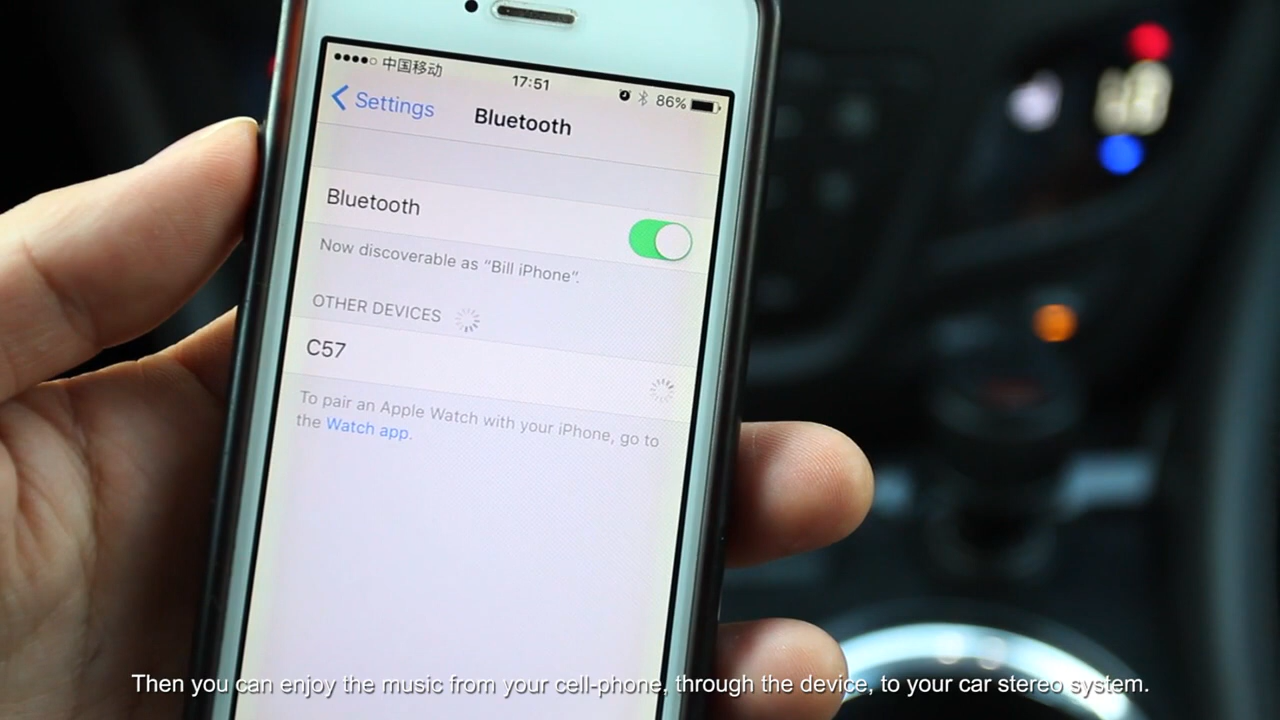 中国移动 17:51 86%
Settings Bluetooth
Bluetooth
Now discoverable as “Bill iPhone”.
OTHER DEVICES
C57
To pair an Apple Watch with your iPhone, go to
the Watch app.
Then you can enjoy the music from your cell-phone, through the device, to your car stereo system.